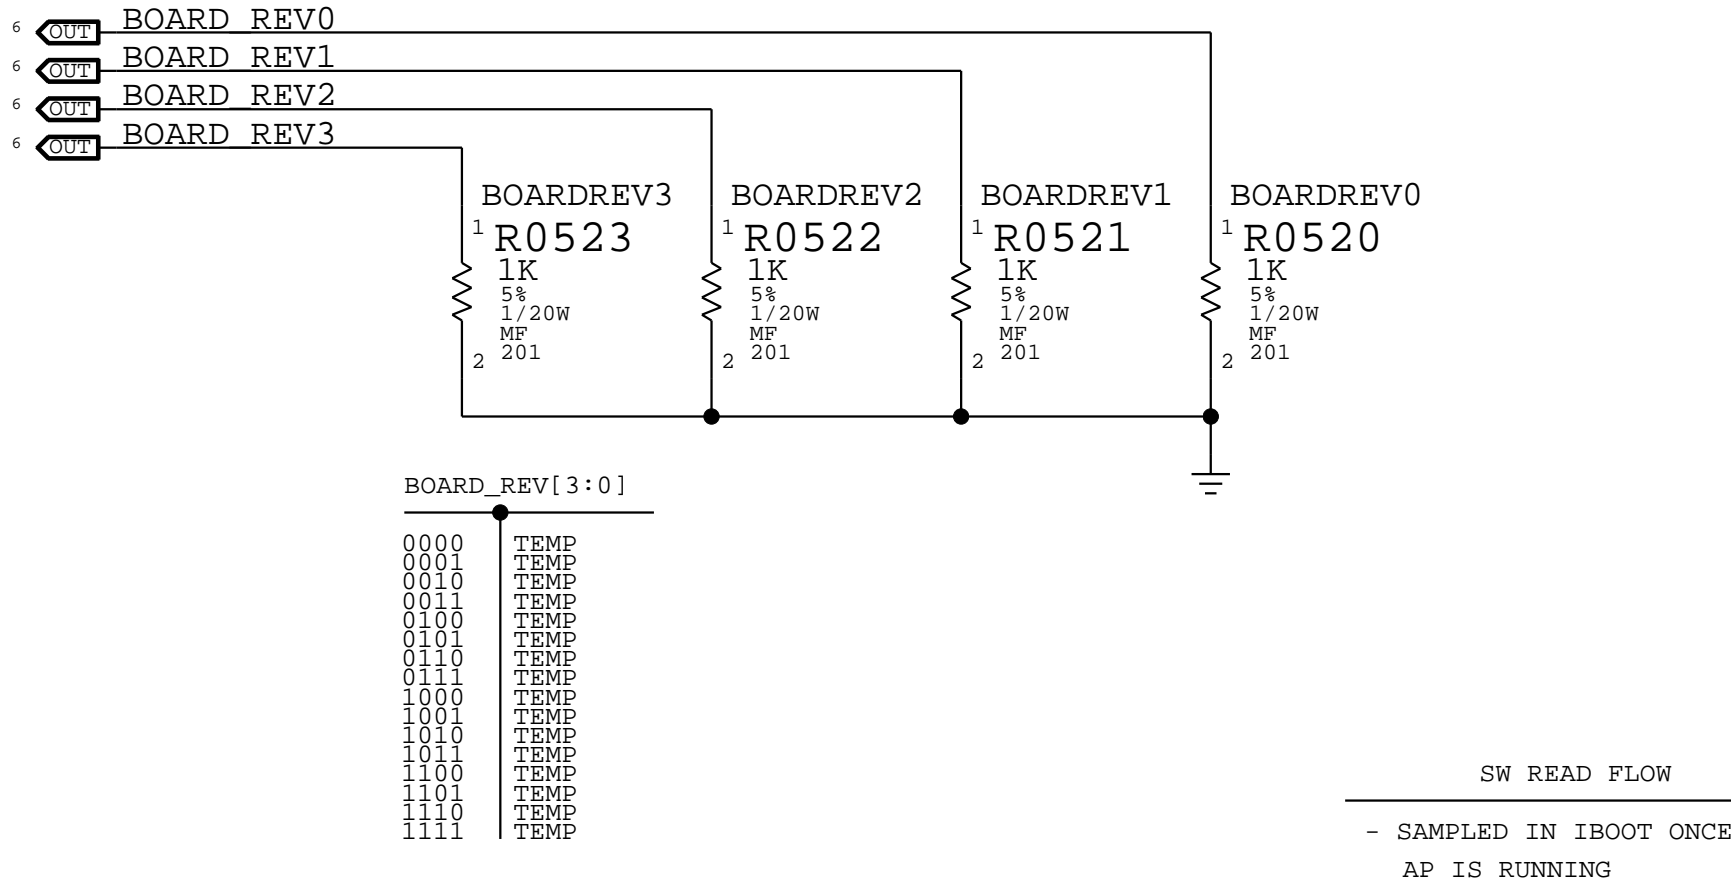 6 OUT BOARD_REV0
6 OUT BOARD_REV1
6 OUT BOARD_REV2
6 OUT BOARD_REV3
BOARDREV3 BOARDREV2 BOARDREV1 BOARDREV0
1 R0523 1 R0522 1 R0521 1 R0520
1K 1K 1K 1K
5% 5% 5% 5%
1/20W 1/20W 1/20W 1/20W
MF MF MF MF
2 201 2 201 2 201 2 201
BOARD_REV[3:0]
0000 TEMP
0001 TEMP
0010 TEMP
0011 TEMP
0100 TEMP
0101 TEMP
0110 TEMP
0111 TEMP
1000 TEMP
1001 TEMP
1010 TEMP
1011 TEMP
1100 TEMP
1101 TEMP
1110 TEMP
1111 TEMP
SW READ FLOW
- SAMPLED IN IBOOT ONCE
AP IS RUNNING